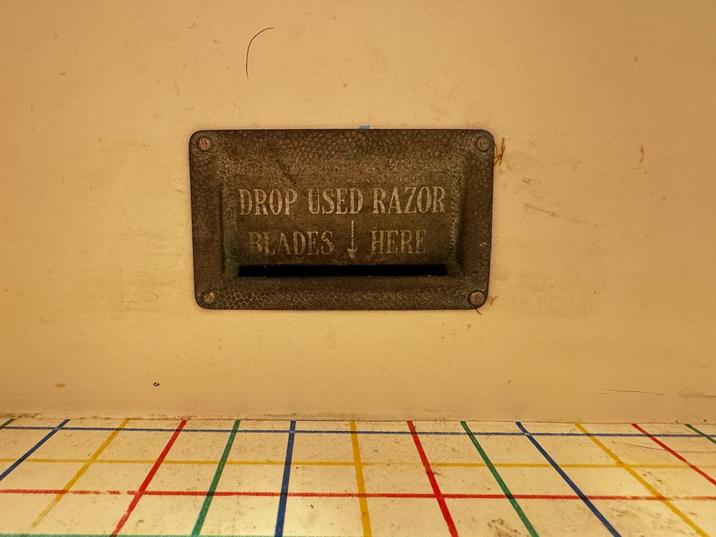 DROP USED RAZOR
BLADES ↓ HERE